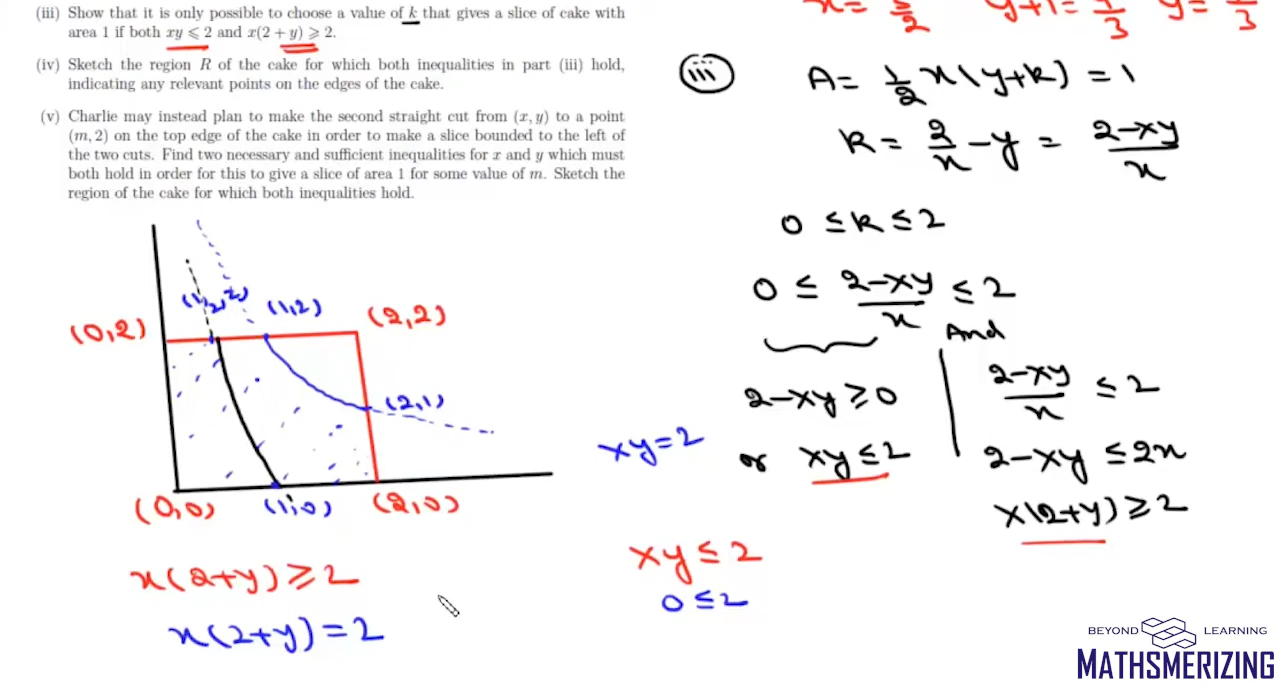 (iii) Show that it is only possible to choose a value of k that gives a slice of cake with
area 1 if both xy ⩽ 2 and x(2 + y) ⩾ 2.
(iv) Sketch the region R of the cake for which both inequalities in part (iii) hold,
indicating any relevant points on the edges of the cake.
(v) Charlie may instead plan to make the second straight cut from (x, y) to a point
(m, 2) on the top edge of the cake in order to make a slice bounded to the left of
the two cuts. Find two necessary and sufficient inequalities for x and y which must
both hold in order for this to give a slice of area 1 for some value of m. Sketch the
region of the cake for which both inequalities hold.
(1/2, 2)
(1,2)
(0,2)
(2,2)
(2,1)
(0,0)
(1,0)
(2,0)
x(2+y) ≥ 2
x(2+y) = 2
(iii)
A = 1/2 x(y+k) = 1
k = 2/x - y = (2-xy)/x
0 ≤ k ≤ 2
0 ≤ (2-xy)/x ≤ 2
And
2-xy ≥ 0
or xy ≤ 2
(2-xy)/x ≤ 2
2-xy ≤ 2x
x(2+y) ≥ 2
xy=2
xy ≤ 2
0 ≤ 2
BEYOND LEARNING
MATHSMERIZING